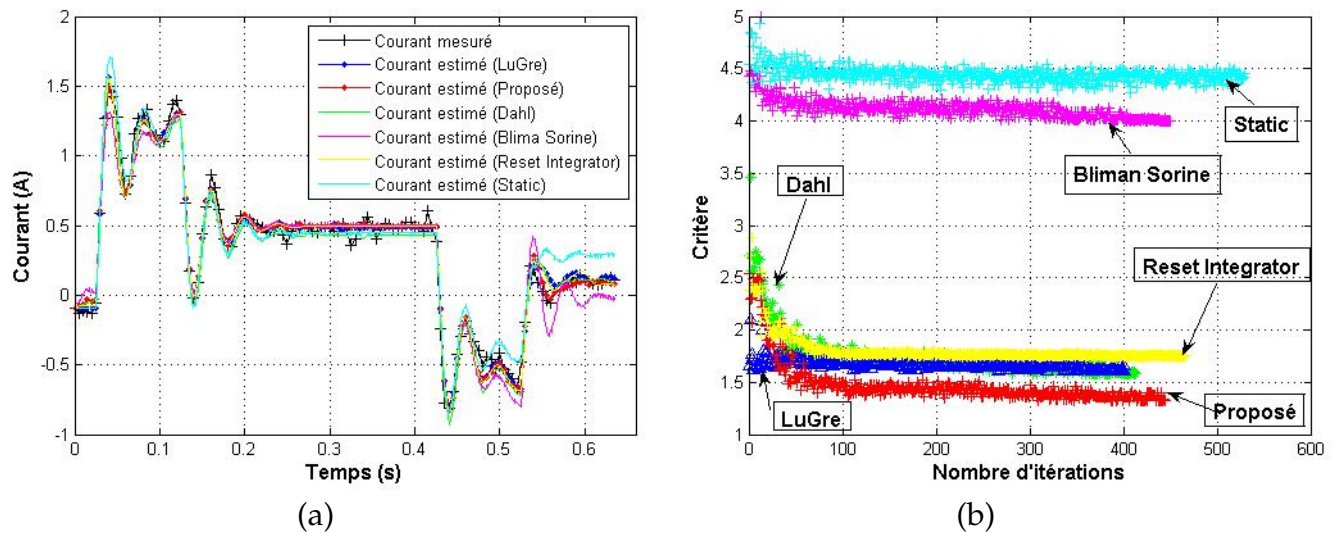 2
1.5
1
0.5
0
-0.5
-1
0
0.1
0.2
0.3
0.4
0.5
0.6
Courant (A)
Temps (s)
Courant mesuré
Courant estimé (LuGre)
Courant estimé (Proposé)
Courant estimé (Dahl)
Courant estimé (Blima Sorine)
Courant estimé (Reset Integrator)
Courant estimé (Static)
(a)
5
4.5
4
3.5
3
2.5
2
1.5
1
0
100
200
300
400
500
600
Critère
Nombre d'itérations
Static
Bliman Sorine
Dahl
Reset Integrator
LuGre
Proposé
(b)